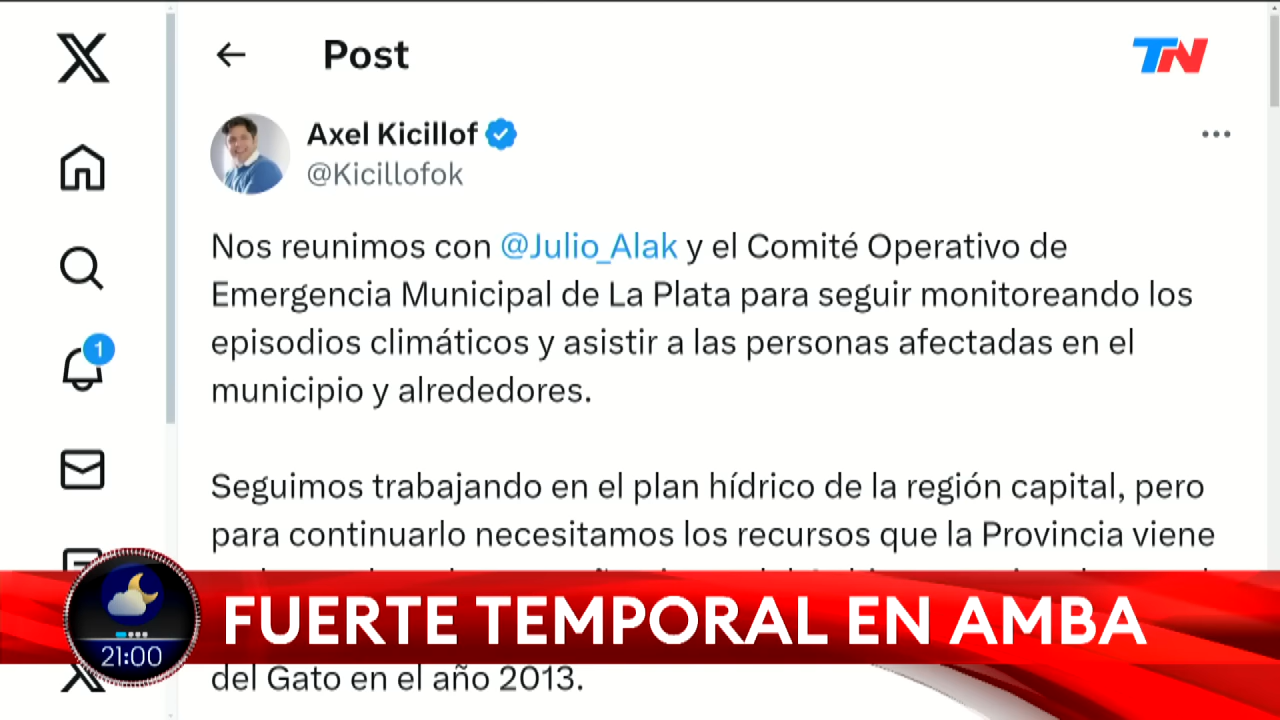 Post
TN
Axel Kicillof
@Kicillofok
Nos reunimos con @Julio_Alak y el Comité Operativo de
Emergencia Municipal de La Plata para seguir monitoreando los
episodios climáticos y asistir a las personas afectadas en el
municipio y alrededores.
1
Seguimos trabajando en el plan hídrico de la región capital, pero
para continuarlo necesitamos los recursos que la Provincia viene
FUERTE TEMPORAL EN AMBA
21:00
del Gato en el año 2013.